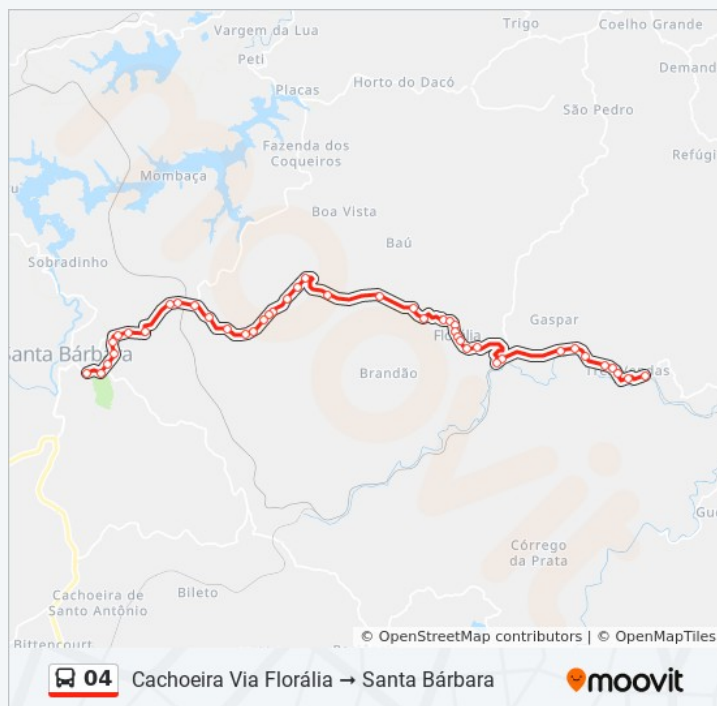 Trigo
Coelho Grande
Vargem da Lua
Peti
Demand
Placas
Horto do Dacó
São Pedro
Fazenda dos
Coqueiros
Refúgi
Mombaça
Boa Vista
Baú
Sobradinho
Gaspar
Florália
Santa Bárbara
Brandão
Córrego
da Prata
Cachoeira de
Santo Antônio
Bileto
Bittencourt
© OpenStreetMap contributors | © OpenMapTiles
04 Cachoeira Via Florália → Santa Bárbara
moovit